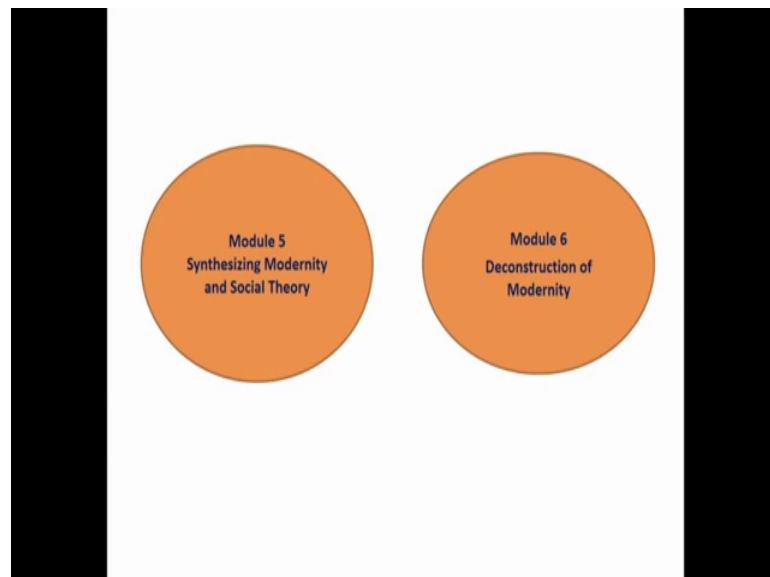 Module 5
Synthesizing Modernity
and Social Theory
Module 6
Deconstruction of
Modernity